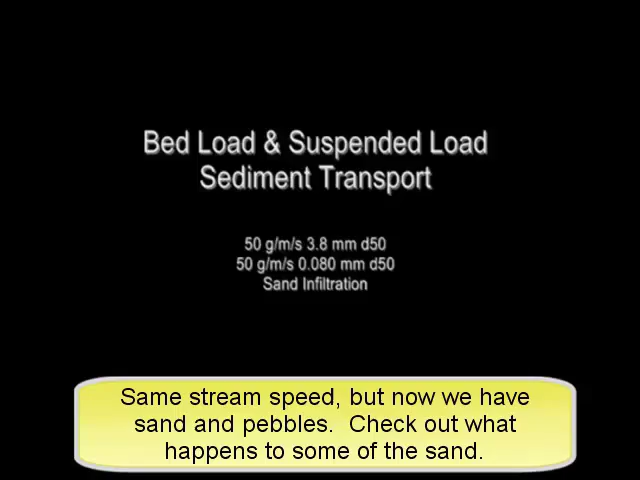 Bed Load & Suspended Load
Sediment Transport
50 g/m/s 3.8 mm d50
50 g/m/s 0.080 mm d50
Sand Infiltration
Same stream speed, but now we have
sand and pebbles.  Check out what
happens to some of the sand.